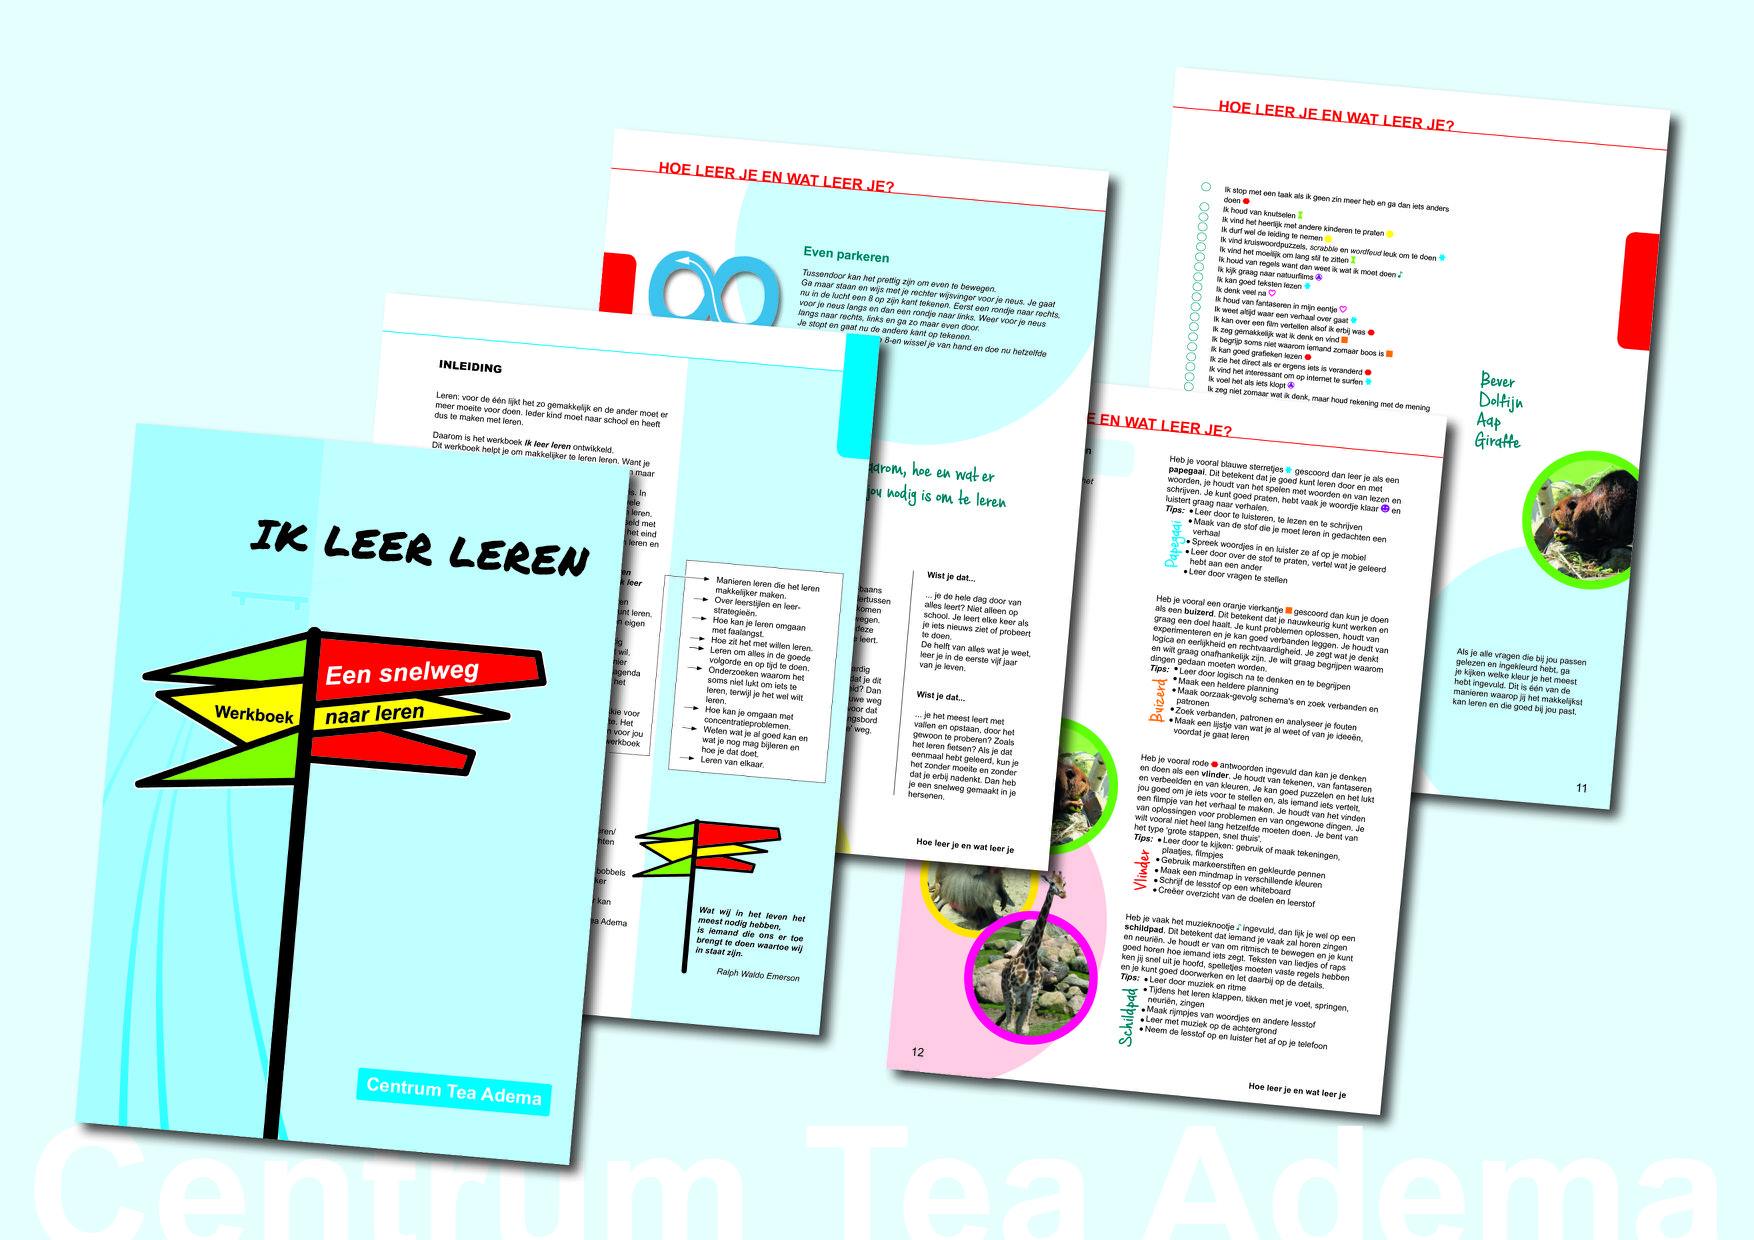 IK LEER LEREN
Een snelweg
Werkboek
naar leren
Centrum Tea Adema
INLEIDING
Leren; voor de één lijkt het zo gemakkelijk en de ander moet er
meer moeite voor doen. Ieder kind moet naar school en heeft
dus te maken met leren.
Daarom is het werkboek Ik leer leren ontwikkeld.
Dit werkboek helpt je om makkelijker te leren leren. Want je
Manieren leren die het leren
makkelijker maken.
Over leerstijlen en leer-
strategieën.
Hoe kan je leren omgaan
met faalangst.
Hoe zit het met willen leren.
Leren om alles in de goede
volgorde en op tijd te doen.
Onderzoeken waarom het
soms niet lukt om iets te
leren, terwijl je het wel wilt
leren.
Hoe kan je omgaan met
concentratieproblemen.
Weten wat je al goed kan en
wat je nog mag bijleren en
hoe je dat doet.
Leren van elkaar.
Wat wij in het leven het
meest nodig hebben,
is iemand die ons er toe
brengt te doen waartoe wij
in staat zijn.
Ralph Waldo Emerson
HOE LEER JE EN WAT LEER JE?
Even parkeren
Tussendoor kan het prettig zijn om even te bewegen.
Ga maar staan en wijs met je rechter wijsvinger voor je neus. Je gaat
nu in de lucht een 8 op zijn kant tekenen. Eerst een rondje naar rechts,
voor je neus langs en dan een rondje naar links. Weer voor je neus
langs naar rechts, links en ga zo maar even door.
Je stopt en gaat nu de andere kant op tekenen.
8-en wissel je van hand en doe nu hetzelfde
hoe en wat er
jou nodig is om te leren
Wist je dat...
... je de hele dag door van
alles leert? Niet alleen op
school. Je leert elke keer als
je iets nieuws ziet of probeert
te doen.
De helft van alles wat je weet,
leer je in de eerste vijf jaar
van je leven.
Wist je dat...
... je het meest leert met
vallen en opstaan, door het
gewoon te proberen? Zoals
het leren fietsen? Als je dat
eenmaal hebt geleerd, kun je
het zonder moeite en zonder
dat je erbij nadenkt. Dan heb
je een snelweg gemaakt in je
hersenen.
Hoe leer je en wat leer je
E EN WAT LEER JE?
Heb je vooral blauwe sterretjes gescoord dan leer je als een
papegaai. Dit betekent dat je goed kunt leren door en met
woorden, je houdt van het spelen met woorden en van lezen en
schrijven. Je kunt goed praten, hebt vaak je woordje klaar en
luistert graag naar verhalen.
Tips: • Leer door te luisteren, te lezen en te schrijven
• Maak van de stof die je moet leren in gedachten een
verhaal
• Spreek woordjes in en luister ze af op je mobiel
• Leer door over de stof te praten, vertel wat je geleerd
hebt aan een ander
• Leer door vragen te stellen
Papegaai
Heb je vooral een oranje vierkantje gescoord dan kun je doen
als een buizerd. Dit betekent dat je nauwkeurig kunt werken en
graag een doel haalt. Je kunt problemen oplossen, houdt van
experimenteren en je kan goed verbanden leggen. Je houdt van
logica en eerlijkheid en rechtvaardigheid. Je zegt wat je denkt
en wilt graag onafhankelijk zijn. Je wilt graag begrijpen waarom
dingen gedaan moeten worden.
Tips: • Leer door logisch na te denken en te begrijpen
• Maak een heldere planning
• Maak oorzaak-gevolg schema's en zoek verbanden en
patronen
• Zoek verbanden, patronen en analyseer je fouten
• Maak een lijstje van wat je al weet of van je ideeën,
voordat je gaat leren
Buizerd
Heb je vooral rode antwoorden ingevuld dan kan je denken
en doen als een vlinder. Je houdt van tekenen, van fantaseren
en verbeelden en van kleuren. Je kan goed puzzelen en het lukt
jou goed om je iets voor te stellen en, als iemand iets vertelt,
een filmpje van het verhaal te maken. Je houdt van het vinden
van oplossingen voor problemen en van ongewone dingen. Je
wilt vooral niet heel lang hetzelfde moeten doen. Je bent van
het type 'grote stappen, snel thuis'.
Tips: • Leer door te kijken: gebruik of maak tekeningen,
plaatjes, filmpjes
• Gebruik markeerstiften en gekleurde pennen
• Maak een mindmap in verschillende kleuren
• Schrijf de lesstof op een whiteboard
• Creëer overzicht van de doelen en leerstof
Vlinder
Heb je vaak het muzieknootje ingevuld, dan lijk je wel op een
schildpad. Dit betekent dat iemand je vaak zal horen zingen
en neuriën. Je houdt er van om ritmisch te bewegen en je kunt
goed horen hoe iemand iets zegt. Teksten van liedjes of raps
ken jij snel uit je hoofd, spelletjes moeten vaste regels hebben
en je kunt goed doorwerken en let daarbij op de details.
Tips: • Leer door muziek en ritme
• Tijdens het leren klappen, tikken met je voet, springen,
neuriën, zingen
• Maak rijmpjes van woordjes en andere lesstof
• Leer met muziek op de achtergrond
• Neem de lesstof op en luister het af op je telefoon
Schildpad
12
Hoe leer je en wat leer je
HOE LEER JE EN WAT LEER JE?
Ik stop met een taak als ik geen zin meer heb en ga dan iets anders
doen
Ik houd van knutselen
Ik vind het heerlijk met andere kinderen te praten
Ik durf wel de leiding te nemen
Ik vind kruiswoordpuzzels, scrabble en wordfeud leuk om te doen
Ik vind het moeilijk om lang stil te zitten
Ik houd van regels want dan weet ik wat ik moet doen
Ik kijk graag naar natuurfilms
Ik kan goed teksten lezen
Ik denk veel na
Ik houd van fantaseren in mijn eentje
Ik weet altijd waar een verhaal over gaat
Ik kan over een film vertellen alsof ik erbij was
Ik zeg gemakkelijk wat ik denk en vind
Ik begrijp soms niet waarom iemand zomaar boos is
Ik kan goed grafieken lezen
Ik zie het direct als er ergens iets is veranderd
Ik vind het interessant om op internet te surfen
Ik voel het als iets klopt
Ik zeg niet zomaar wat ik denk, maar houd rekening met de mening
Bever
Dolfijn
Aap
Giraffe
Als je alle vragen die bij jou passen
gelezen en ingekleurd hebt, ga
je kijken welke kleur je het meest
hebt ingevuld. Dit is één van de
manieren waarop jij het makkelijkst
kan leren en die goed bij jou past.
11
Centrum Tea Adema